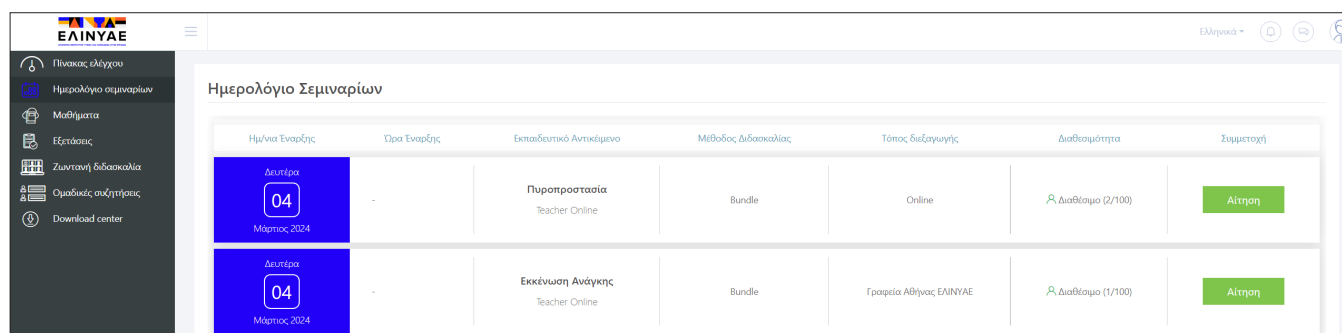 ΕΛΙΝΥΑΕ
Ελληνικά
Πίνακας ελέγχου
Ημερολόγιο σεμιναρίων
Μαθήματα
Εξετάσεις
Ζωντανή διδασκαλία
Ομαδικές συζητήσεις
Download center
Ημερολόγιο Σεμιναρίων
Ημ/νια Έναρξης Ώρα Έναρξης Εκπαιδευτικό Αντικείμενο Μέθοδος Διδασκαλίας Τόπος διεξαγωγής Διαθεσιμότητα Συμμετοχή
Δευτέρα
04
Μάρτιος 2024
-
Πυροπροστασία
Teacher Online
Bundle
Online
Διαθέσιμο (2/100)
Αίτηση
Δευτέρα
04
Μάρτιος 2024
-
Εκκένωση Ανάγκης
Teacher Online
Bundle
Γραφεία Αθήνας ΕΛΙΝΥΑΕ
Διαθέσιμο (1/100)
Αίτηση